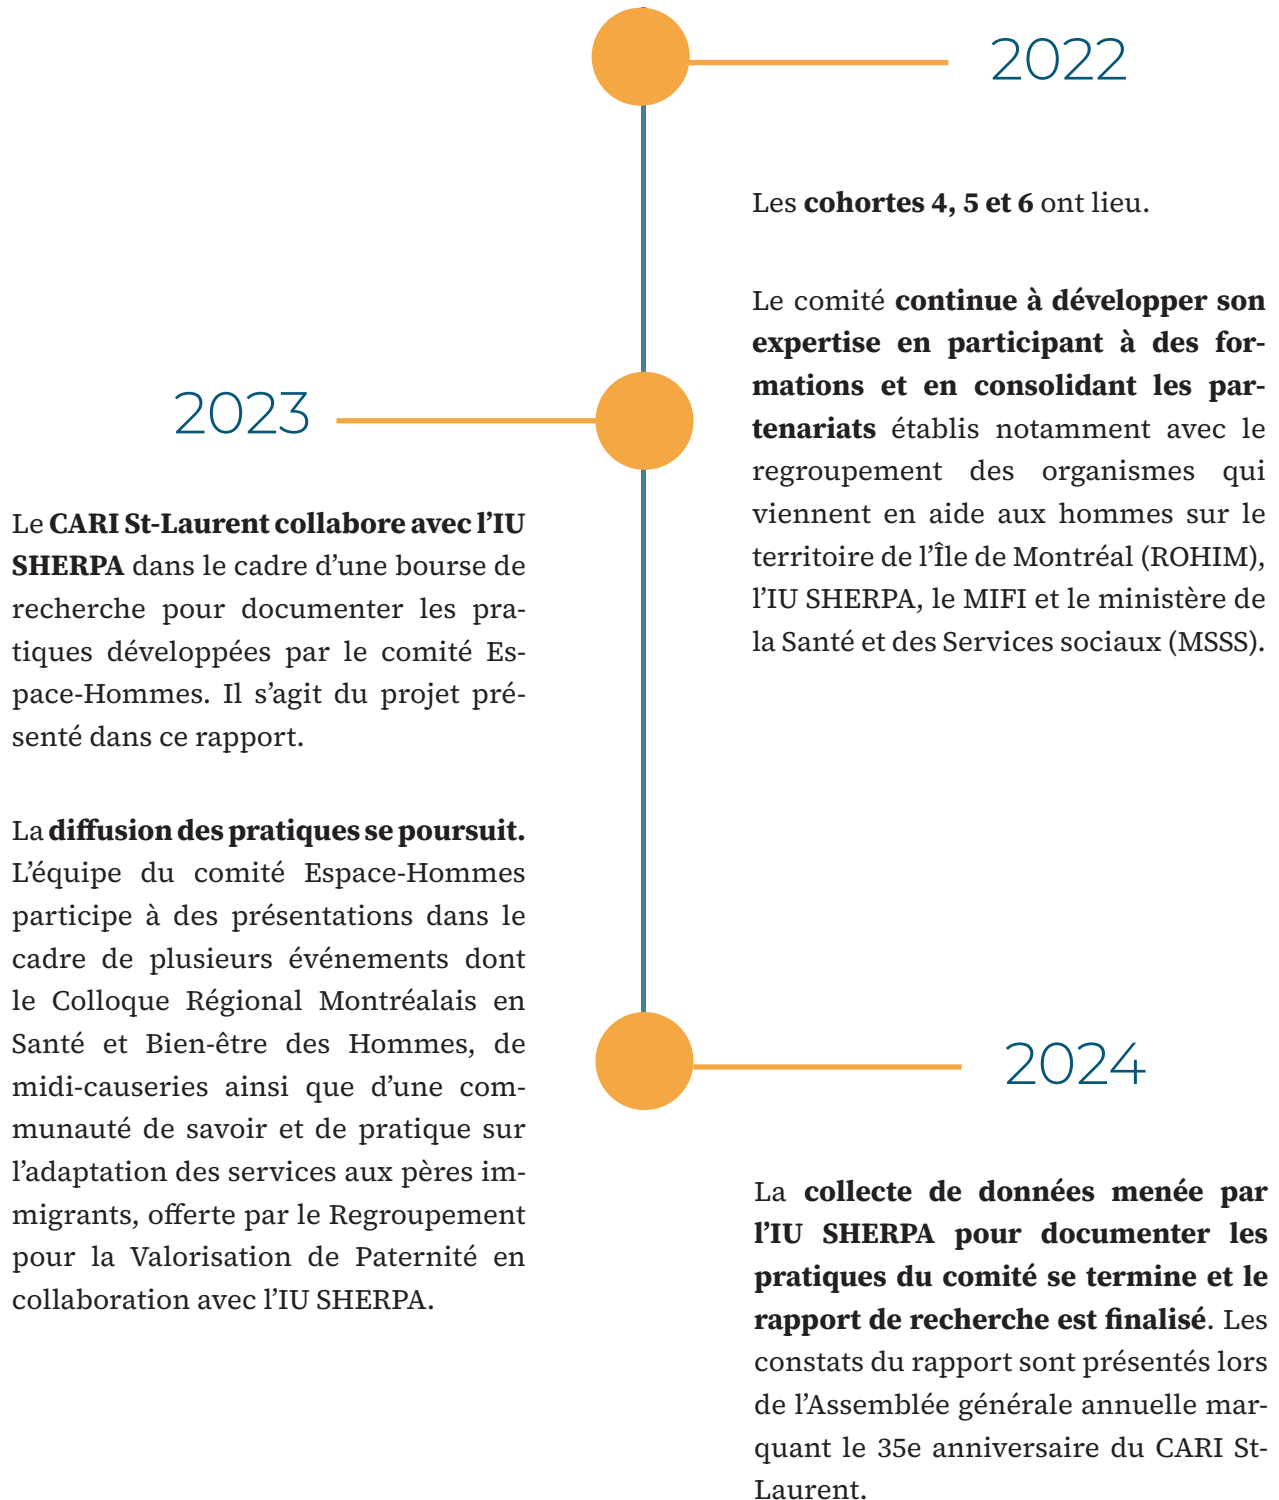 2022
Les cohortes 4, 5 et 6 ont lieu.
Le comité continue à développer son
expertise en participant à des for-
mations et en consolidant les par-
tenariats établis notamment avec le
regroupement des organismes qui
viennent en aide aux hommes sur le
territoire de l’Île de Montréal (ROHIM),
l’IU SHERPA, le MIFI et le ministère de
la Santé et des Services sociaux (MSSS).
2023
Le CARI St-Laurent collabore avec l’IU
SHERPA dans le cadre d’une bourse de
recherche pour documenter les pra-
tiques développées par le comité Es-
pace-Hommes. Il s’agit du projet pré-
senté dans ce rapport.
La diffusion des pratiques se poursuit.
L’équipe du comité Espace-Hommes
participe à des présentations dans le
cadre de plusieurs événements dont
le Colloque Régional Montréalais en
Santé et Bien-être des Hommes, de
midi-causeries ainsi que d’une com-
munauté de savoir et de pratique sur
l’adaptation des services aux pères im-
migrants, offerte par le Regroupement
pour la Valorisation de Paternité en
collaboration avec l’IU SHERPA.
2024
La collecte de données menée par
l’IU SHERPA pour documenter les
pratiques du comité se termine et le
rapport de recherche est finalisé. Les
constats du rapport sont présentés lors
de l’Assemblée générale annuelle mar-
quant le 35e anniversaire du CARI St-
Laurent.